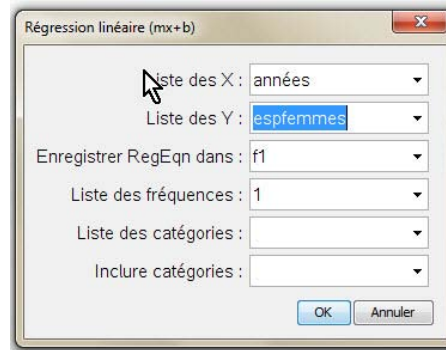 Régression linéaire (mx+b)
Liste des X : années
Liste des Y : espfemmes
Enregistrer RegEqn dans : f1
Liste des fréquences : 1
Liste des catégories :
Inclure catégories :
OK Annuler